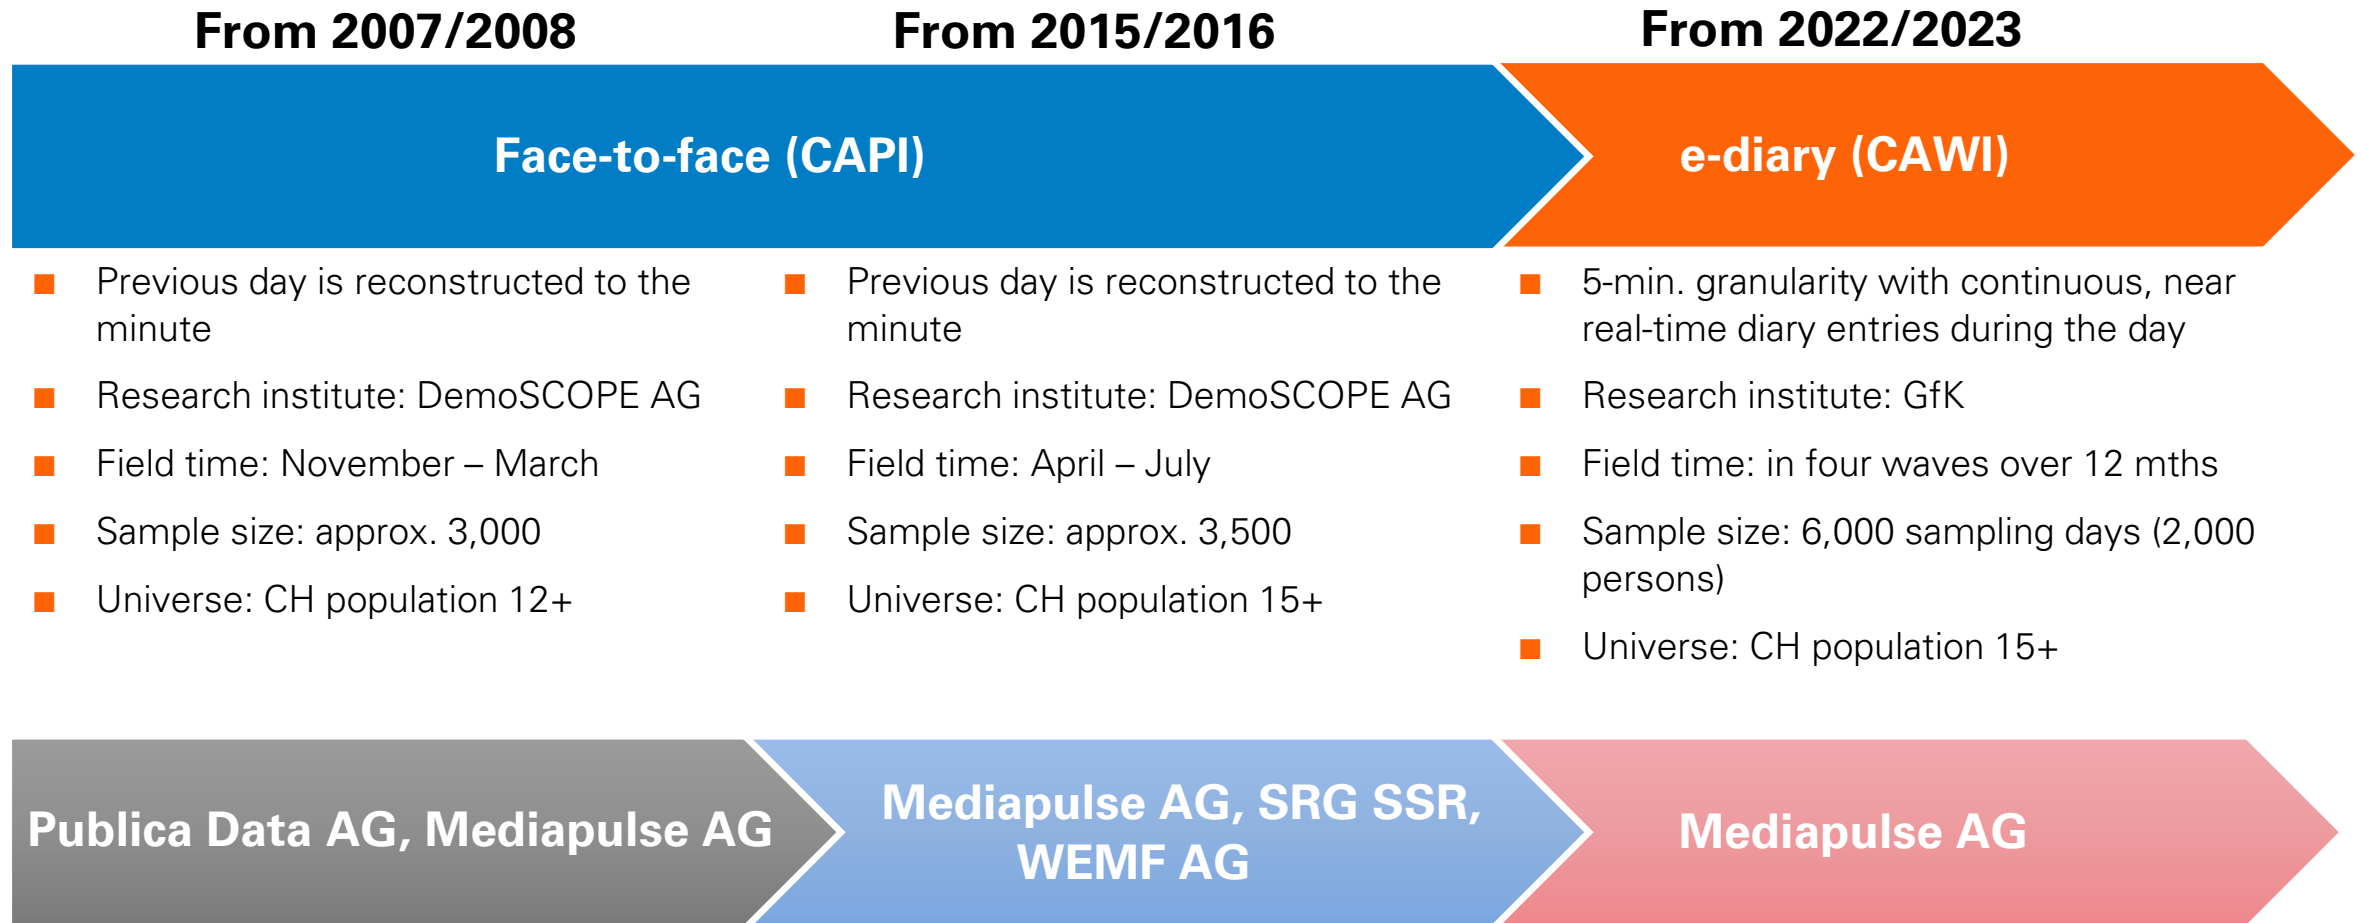 From 2007/2008
From 2015/2016
From 2022/2023
Face-to-face (CAPI)
e-diary (CAWI)
Previous day is reconstructed to the
minute
Research institute: DemoSCOPE AG
Field time: November – March
Sample size: approx. 3,000
Universe: CH population 12+
Previous day is reconstructed to the
minute
Research institute: DemoSCOPE AG
Field time: April – July
Sample size: approx. 3,500
Universe: CH population 15+
5-min. granularity with continuous, near
real-time diary entries during the day
Research institute: GfK
Field time: in four waves over 12 mths
Sample size: 6,000 sampling days (2,000
persons)
Universe: CH population 15+
Publica Data AG, Mediapulse AG
Mediapulse AG, SRG SSR,
WEMF AG
Mediapulse AG